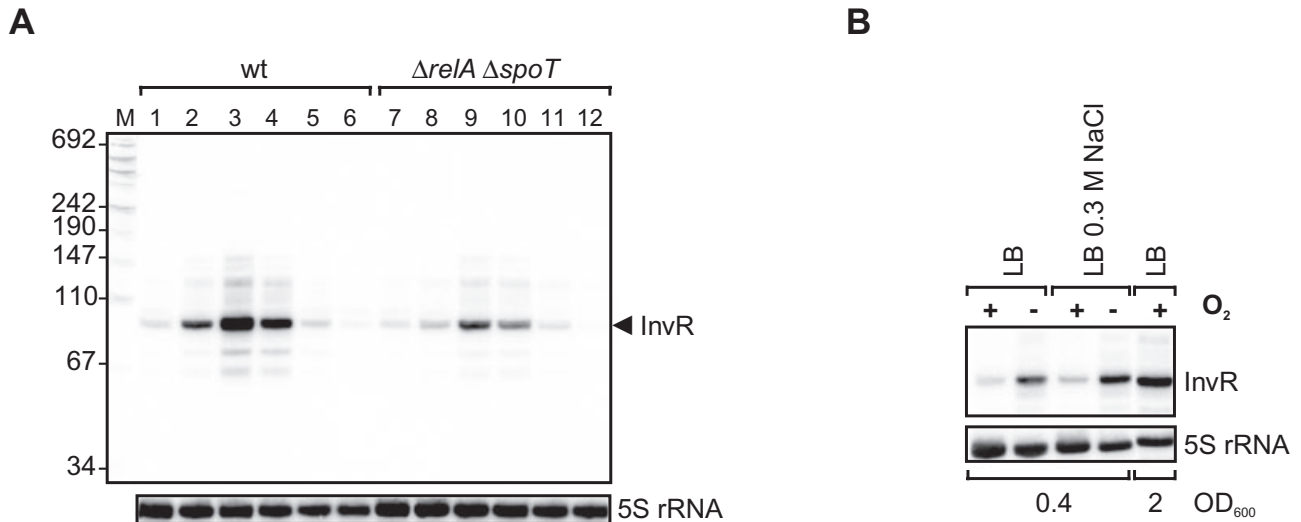 A
wt ΔrelA ΔspoT
M 1 2 3 4 5 6 7 8 9 10 11 12
692
242
190
147
110
InvR
67
34
5S rRNA
B
LB LB 0.3 M NaCl LB
+ - + - + O₂
InvR
5S rRNA
0.4 2 OD₆₀₀